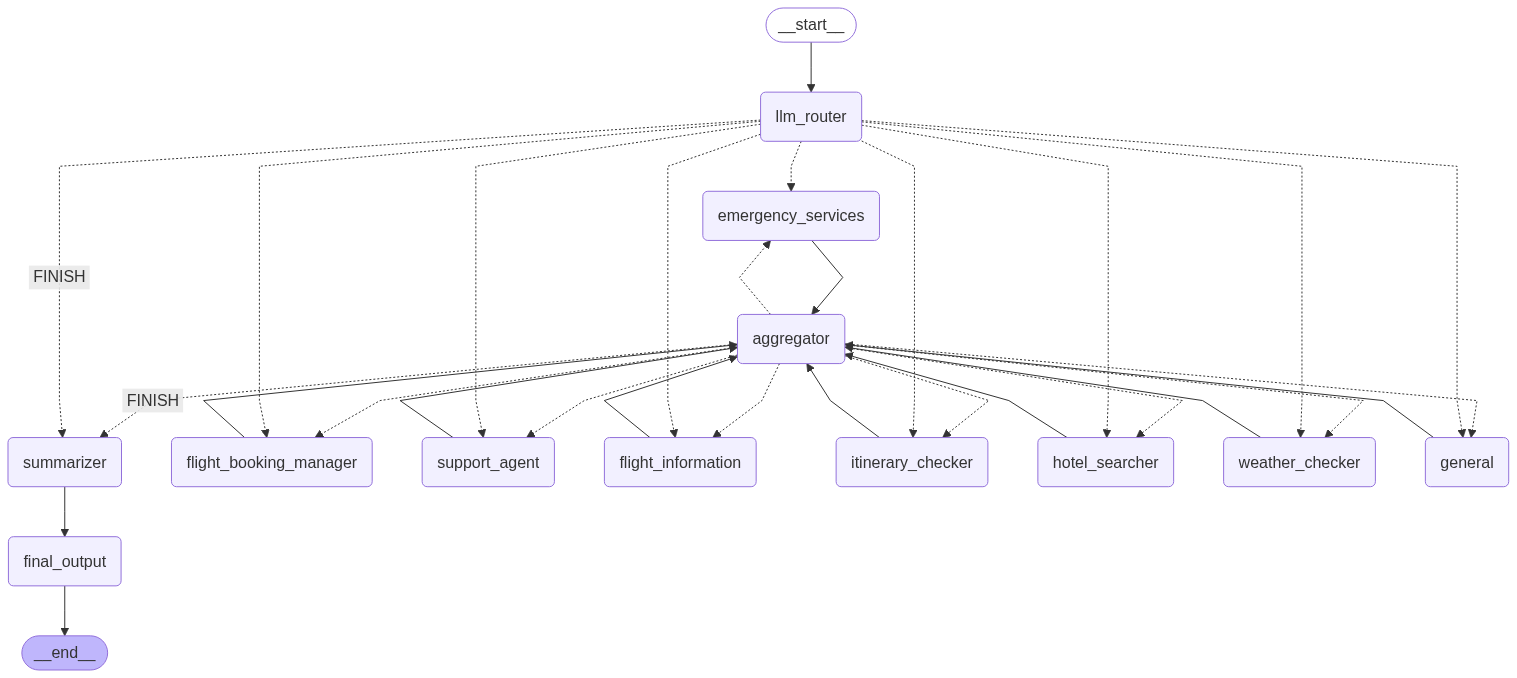 __start__
llm_router
emergency_services
FINISH
aggregator
FINISH
summarizer
flight_booking_manager
support_agent
flight_information
itinerary_checker
hotel_searcher
weather_checker
general
final_output
__end__